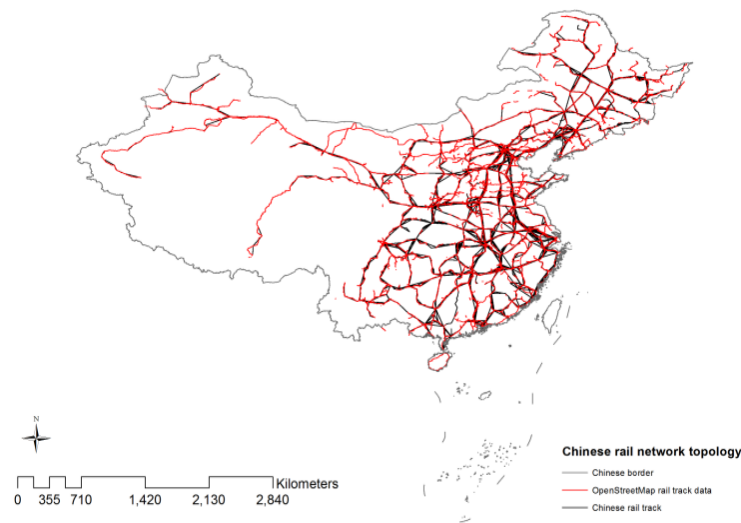 N
Kilometers
0 355 710 1,420 2,130 2,840
Chinese rail network topology
Chinese border
OpenStreetMap rail track data
Chinese rail track